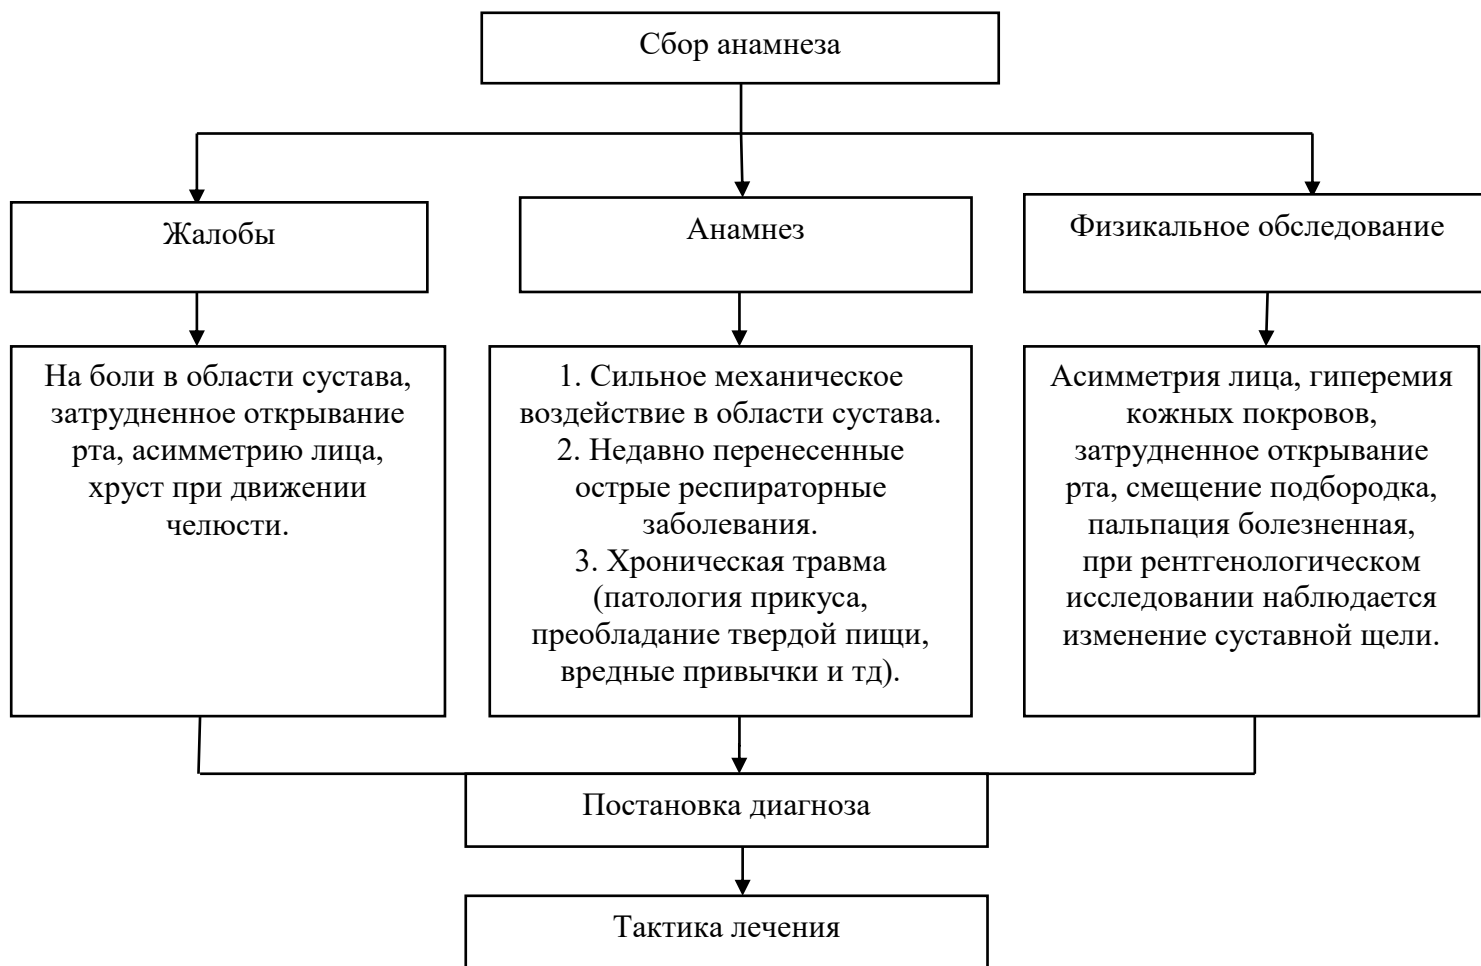 Сбор анамнеза
Жалобы
Анамнез
Физикальное обследование
На боли в области сустава,
затрудненное открывание
рта, асимметрию лица,
хруст при движении
челюсти.
1. Сильное механическое
воздействие в области сустава.
2. Недавно перенесенные
острые респираторные
заболевания.
3. Хроническая травма
(патология прикуса,
преобладание твердой пищи,
вредные привычки и тд).
Асимметрия лица, гиперемия
кожных покровов,
затрудненное открывание
рта, смещение подбородка,
пальпация болезненная,
при рентгенологическом
исследовании наблюдается
изменение суставной щели.
Постановка диагноза
Тактика лечения